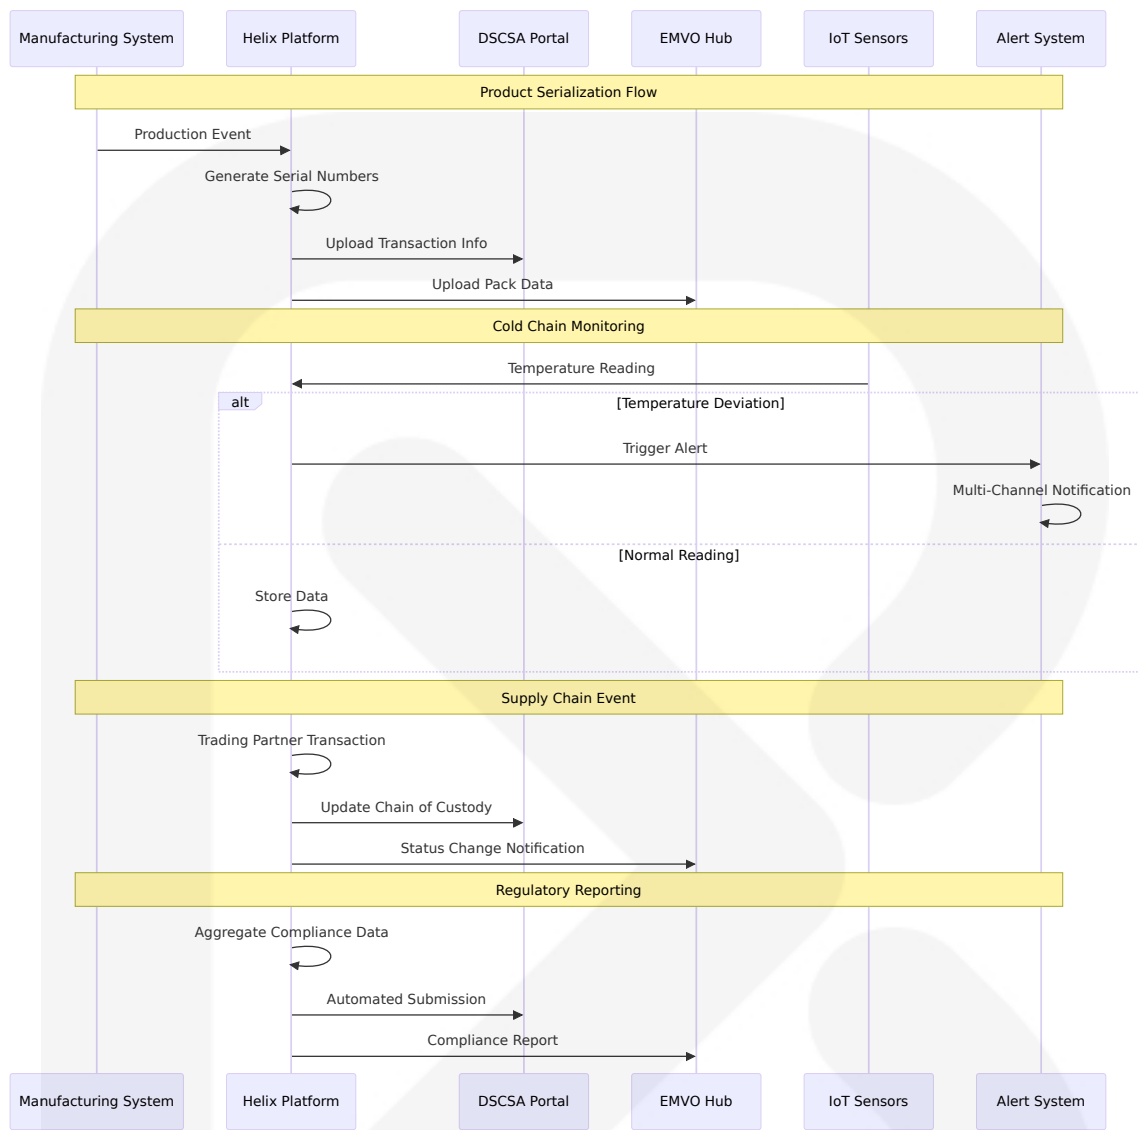 Manufacturing System
Helix Platform
DSCSA Portal
EMVO Hub
IoT Sensors
Alert System
Product Serialization Flow
Production Event
Generate Serial Numbers
Upload Transaction Info
Upload Pack Data
Cold Chain Monitoring
Temperature Reading
alt
[Temperature Deviation]
Trigger Alert
Multi-Channel Notification
[Normal Reading]
Store Data
Supply Chain Event
Trading Partner Transaction
Update Chain of Custody
Status Change Notification
Regulatory Reporting
Aggregate Compliance Data
Automated Submission
Compliance Report
Manufacturing System
Helix Platform
DSCSA Portal
EMVO Hub
IoT Sensors
Alert System